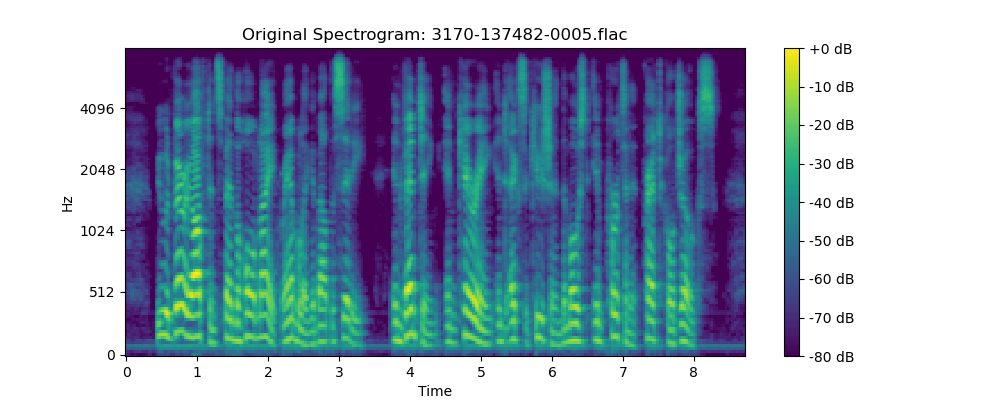 Original Spectrogram: 3170-137482-0005.flac
Hz
4096
2048
1024
512
0
0 1 2 3 4 5 6 7 8
Time
+0 dB
-10 dB
-20 dB
-30 dB
-40 dB
-50 dB
-60 dB
-70 dB
-80 dB